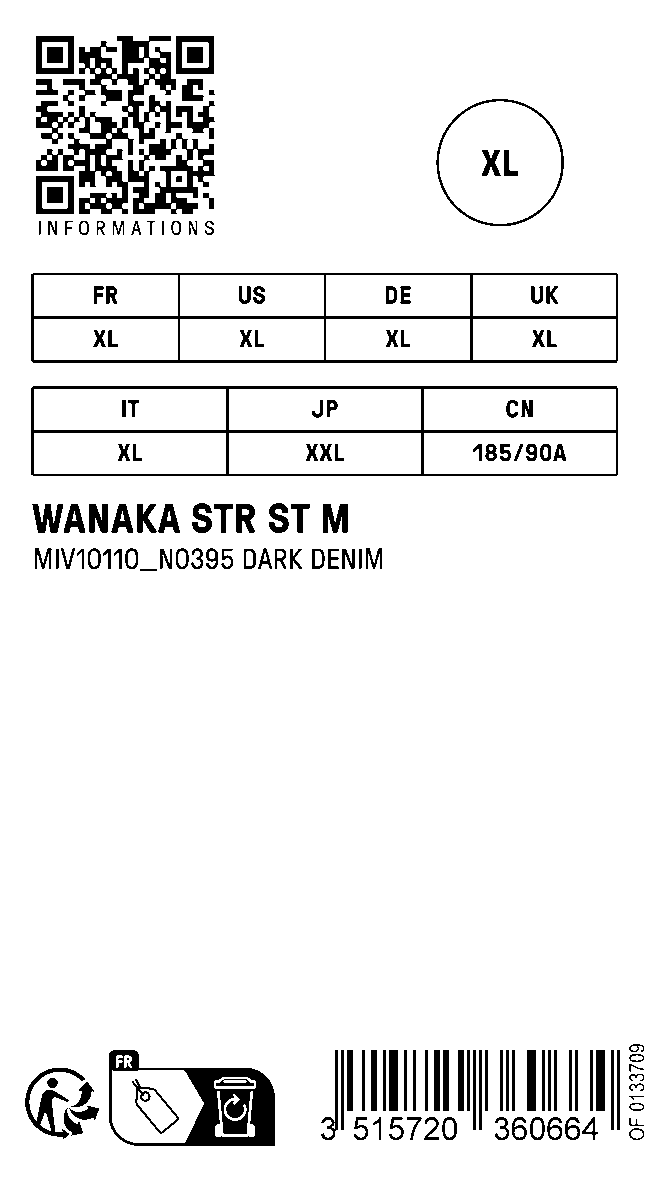 INFORMATIONS
XL
FR US DE UK
XL XL XL XL
IT JP CN
XL XXL 185/90A
WANAKA STR ST M
MIV10110_N0395 DARK DENIM
FR
3 515720 360664
OF 0133709